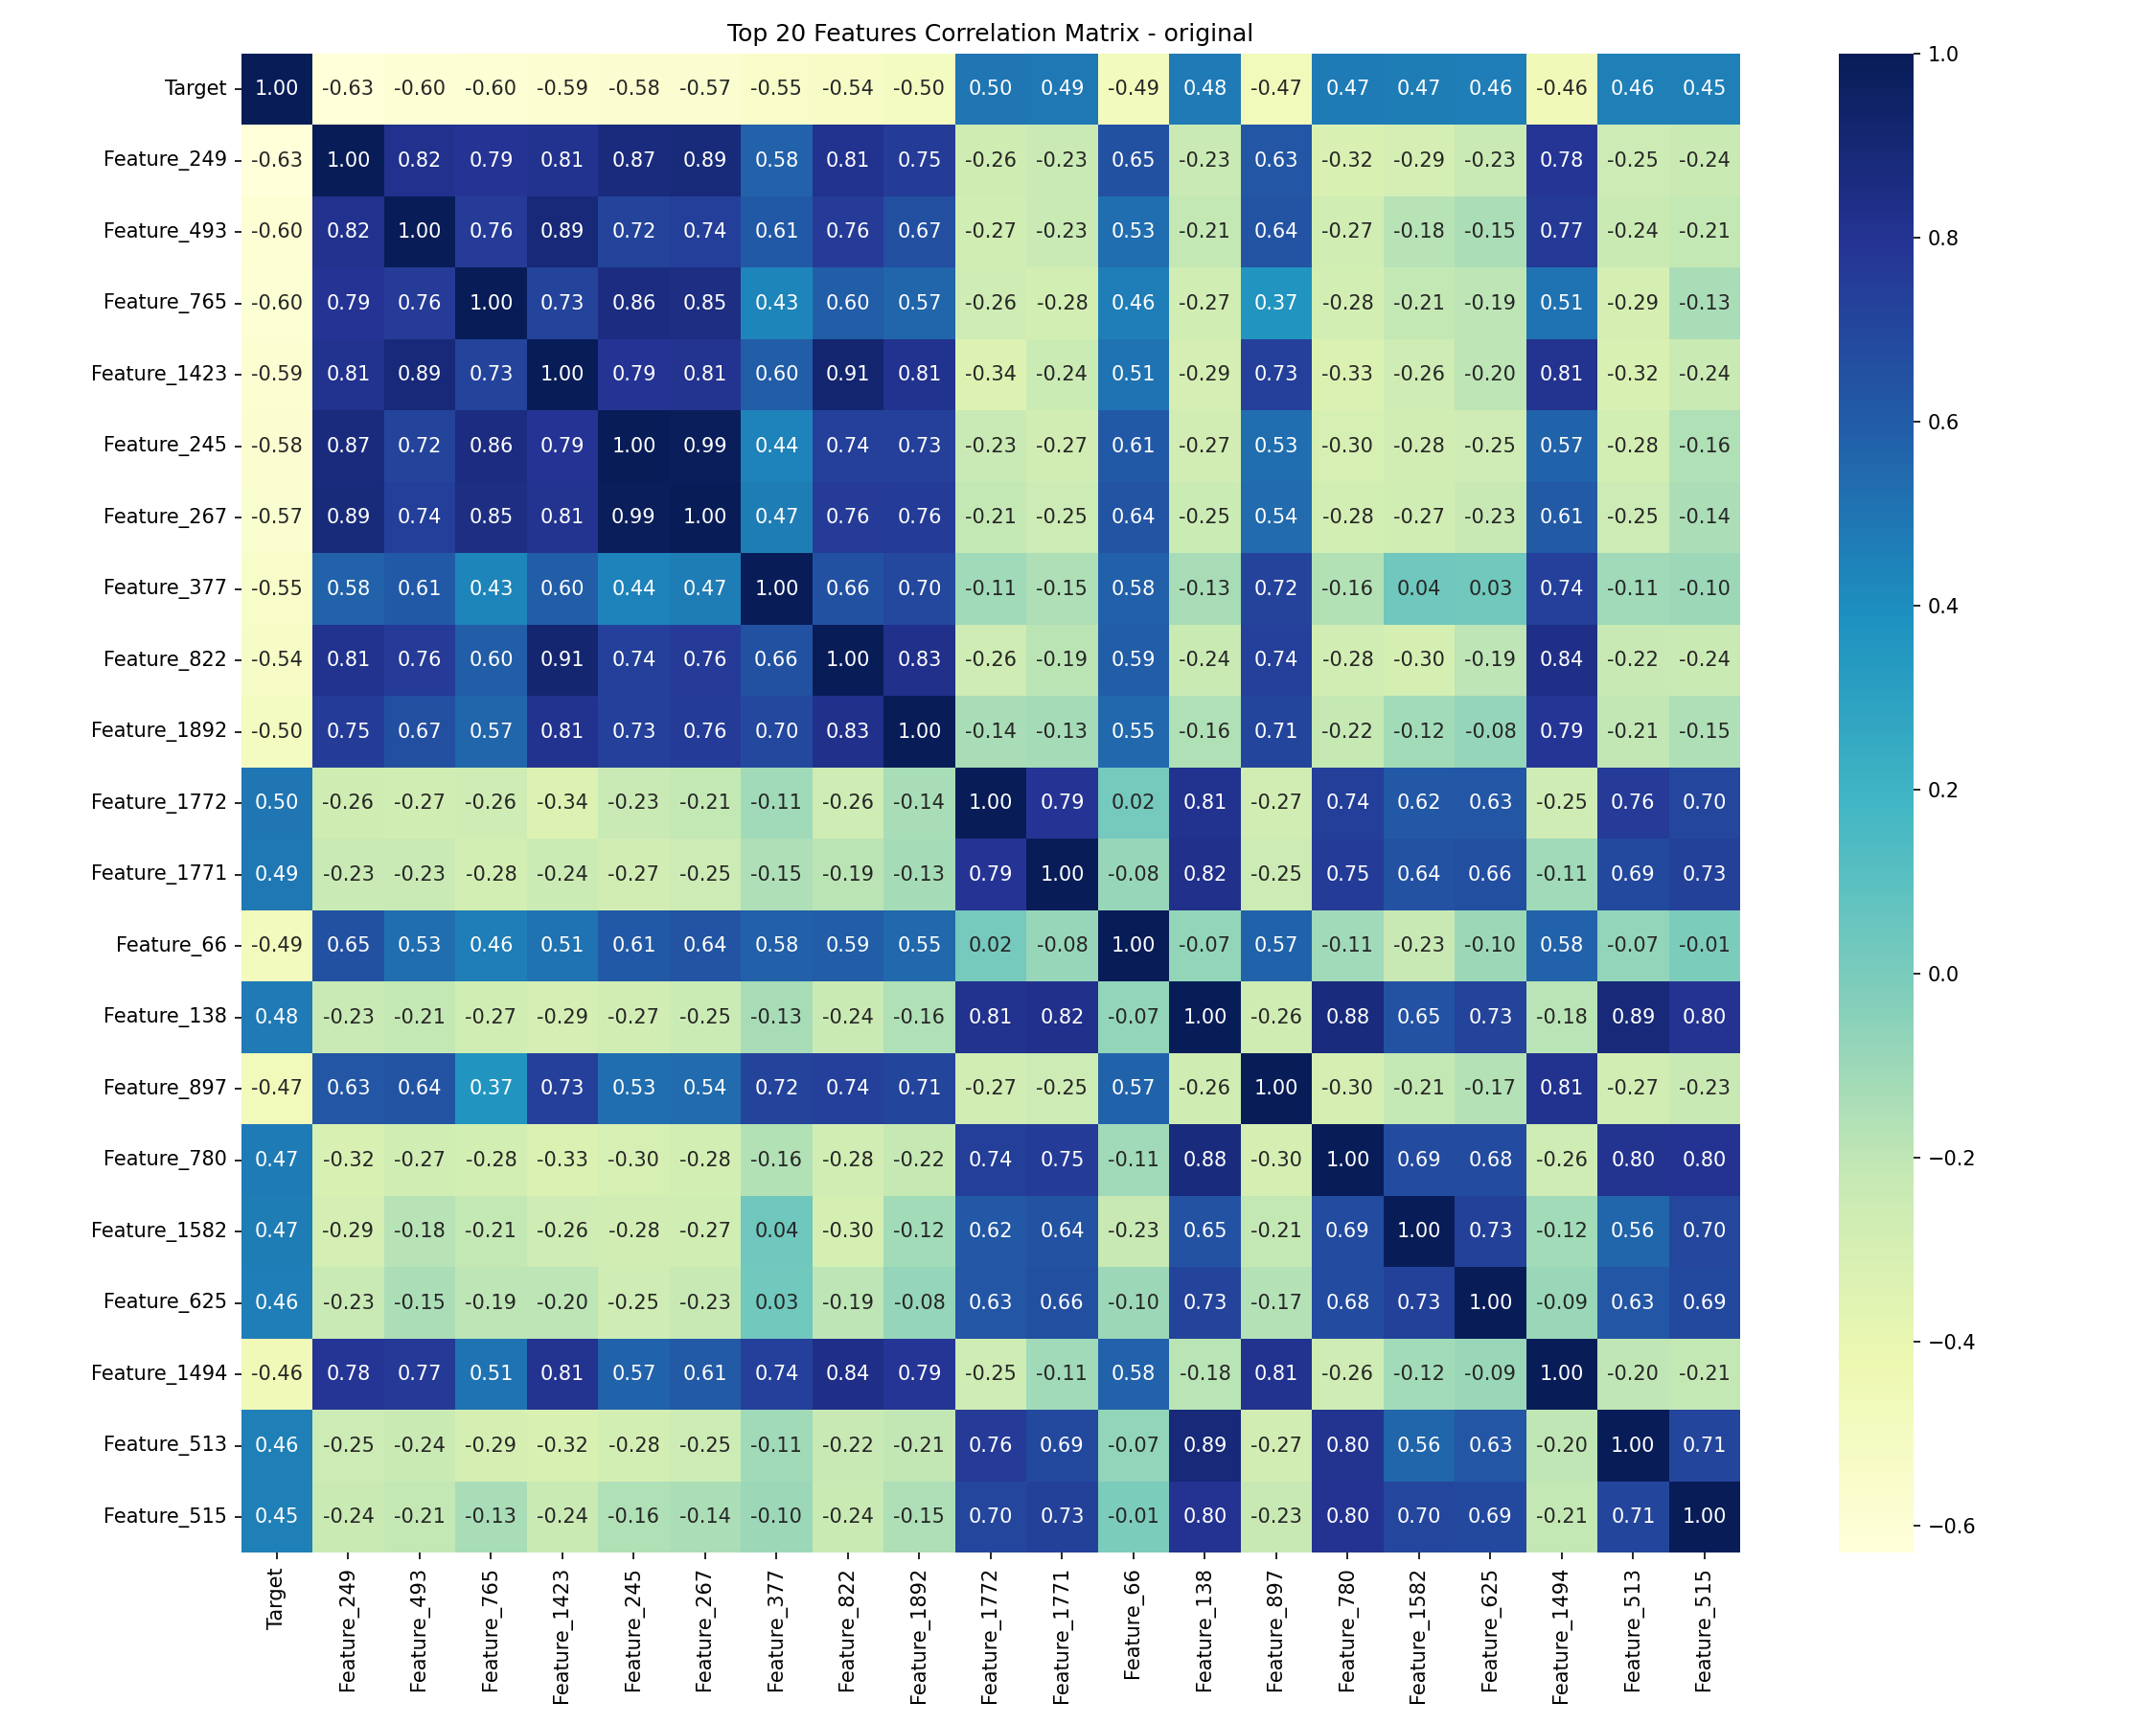 Top 20 Features Correlation Matrix - original
Target 1.00 -0.63 -0.60 -0.60 -0.59 -0.58 -0.57 -0.55 -0.54 -0.50 0.50 0.49 -0.49 0.48 -0.47 0.47 0.47 0.46 -0.46 0.46 0.45
Feature_249 -0.63 1.00 0.82 0.79 0.81 0.87 0.89 0.58 0.81 0.75 -0.26 -0.23 0.65 -0.23 0.63 -0.32 -0.29 -0.23 0.78 -0.25 -0.24
Feature_493 -0.60 0.82 1.00 0.76 0.89 0.72 0.74 0.61 0.76 0.67 -0.27 -0.23 0.53 -0.21 0.64 -0.27 -0.18 -0.15 0.77 -0.24 -0.21
Feature_765 -0.60 0.79 0.76 1.00 0.73 0.86 0.85 0.43 0.60 0.57 -0.26 -0.28 0.46 -0.27 0.37 -0.28 -0.21 -0.19 0.51 -0.29 -0.13
Feature_1423 -0.59 0.81 0.89 0.73 1.00 0.79 0.81 0.60 0.91 0.81 -0.34 -0.24 0.51 -0.29 0.73 -0.33 -0.26 -0.20 0.81 -0.32 -0.24
Feature_245 -0.58 0.87 0.72 0.86 0.79 1.00 0.99 0.44 0.74 0.73 -0.23 -0.27 0.61 -0.27 0.53 -0.30 -0.28 -0.25 0.57 -0.28 -0.16
Feature_267 -0.57 0.89 0.74 0.85 0.81 0.99 1.00 0.47 0.76 0.76 -0.21 -0.25 0.64 -0.25 0.54 -0.28 -0.27 -0.23 0.61 -0.25 -0.14
Feature_377 -0.55 0.58 0.61 0.43 0.60 0.44 0.47 1.00 0.66 0.70 -0.11 -0.15 0.58 -0.13 0.72 -0.16 0.04 0.03 0.74 -0.11 -0.10
Feature_822 -0.54 0.81 0.76 0.60 0.91 0.74 0.76 0.66 1.00 0.83 -0.26 -0.19 0.59 -0.24 0.74 -0.28 -0.30 -0.19 0.84 -0.22 -0.24
Feature_1892 -0.50 0.75 0.67 0.57 0.81 0.73 0.76 0.70 0.83 1.00 -0.14 -0.13 0.55 -0.16 0.71 -0.22 -0.12 -0.08 0.79 -0.21 -0.15
Feature_1772 0.50 -0.26 -0.27 -0.26 -0.34 -0.23 -0.21 -0.11 -0.26 -0.14 1.00 0.79 0.02 0.81 -0.27 0.74 0.62 0.63 -0.25 0.76 0.70
Feature_1771 0.49 -0.23 -0.23 -0.28 -0.24 -0.27 -0.25 -0.15 -0.19 -0.13 0.79 1.00 -0.08 0.82 -0.25 0.75 0.64 0.66 -0.11 0.69 0.73
Feature_66 -0.49 0.65 0.53 0.46 0.51 0.61 0.64 0.58 0.59 0.55 0.02 -0.08 1.00 -0.07 0.57 -0.11 -0.23 -0.10 0.58 -0.07 -0.01
Feature_138 0.48 -0.23 -0.21 -0.27 -0.29 -0.27 -0.25 -0.13 -0.24 -0.16 0.81 0.82 -0.07 1.00 -0.26 0.88 0.65 0.73 -0.18 0.89 0.80
Feature_897 -0.47 0.63 0.64 0.37 0.73 0.53 0.54 0.72 0.74 0.71 -0.27 -0.25 0.57 -0.26 1.00 -0.30 -0.21 -0.17 0.81 -0.27 -0.23
Feature_780 0.47 -0.32 -0.27 -0.28 -0.33 -0.30 -0.28 -0.16 -0.28 -0.22 0.74 0.75 -0.11 0.88 -0.30 1.00 0.69 0.68 -0.26 0.80 0.80
Feature_1582 0.47 -0.29 -0.18 -0.21 -0.26 -0.28 -0.27 0.04 -0.30 -0.12 0.62 0.64 -0.23 0.65 -0.21 0.69 1.00 0.73 -0.12 0.56 0.70
Feature_625 0.46 -0.23 -0.15 -0.19 -0.20 -0.25 -0.23 0.03 -0.19 -0.08 0.63 0.66 -0.10 0.73 -0.17 0.68 0.73 1.00 -0.09 0.63 0.69
Feature_1494 -0.46 0.78 0.77 0.51 0.81 0.57 0.61 0.74 0.84 0.79 -0.25 -0.11 0.58 -0.18 0.81 -0.26 -0.12 -0.09 1.00 -0.20 -0.21
Feature_513 0.46 -0.25 -0.24 -0.29 -0.32 -0.28 -0.25 -0.11 -0.22 -0.21 0.76 0.69 -0.07 0.89 -0.27 0.80 0.56 0.63 -0.20 1.00 0.71
Feature_515 0.45 -0.24 -0.21 -0.13 -0.24 -0.16 -0.14 -0.10 -0.24 -0.15 0.70 0.73 -0.01 0.80 -0.23 0.80 0.70 0.69 -0.21 0.71 1.00
Target
Feature_249
Feature_493
Feature_765
Feature_1423
Feature_245
Feature_267
Feature_377
Feature_822
Feature_1892
Feature_1772
Feature_1771
Feature_66
Feature_138
Feature_897
Feature_780
Feature_1582
Feature_625
Feature_1494
Feature_513
Feature_515
1.0
0.8
0.6
0.4
0.2
0.0
−0.2
−0.4
−0.6